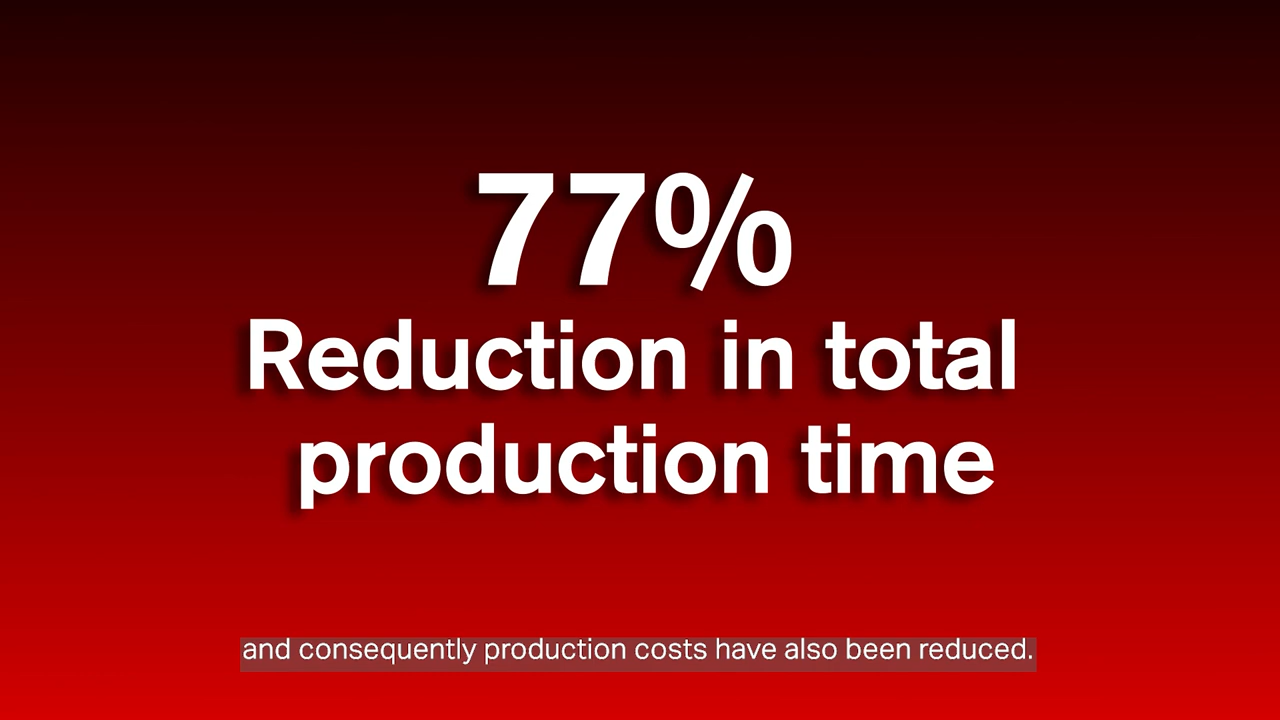 77%
Reduction in total
production time
and consequently production costs have also been reduced.